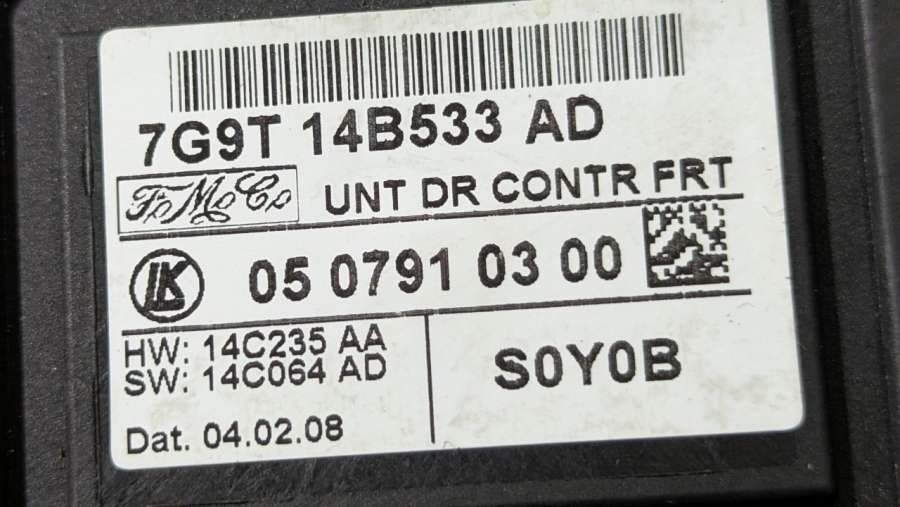 7G9T 14B533 AD
FoMoCo UNT DR CONTR FRT
LK 05 0791 03 00
HW: 14C235 AA
SW: 14C064 AD
S0Y0B
Dat. 04.02.08